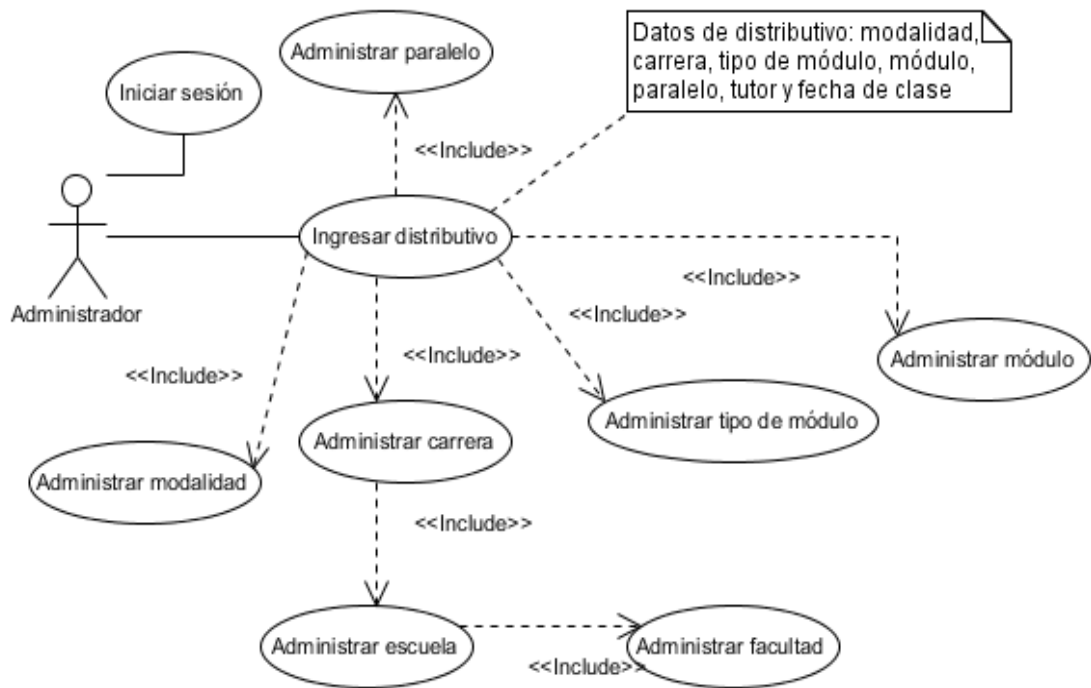 Administrar paralelo
Datos de distributivo: modalidad,
carrera, tipo de módulo, módulo,
paralelo, tutor y fecha de clase
Iniciar sesión
<<Include>>
Ingresar distributivo
<<Include>>
Administrador
<<Include>>
<<Include>>
<<Include>>
Administrar módulo
Administrar tipo de módulo
Administrar carrera
Administrar modalidad
<<Include>>
Administrar escuela
Administrar facultad
<<Include>>